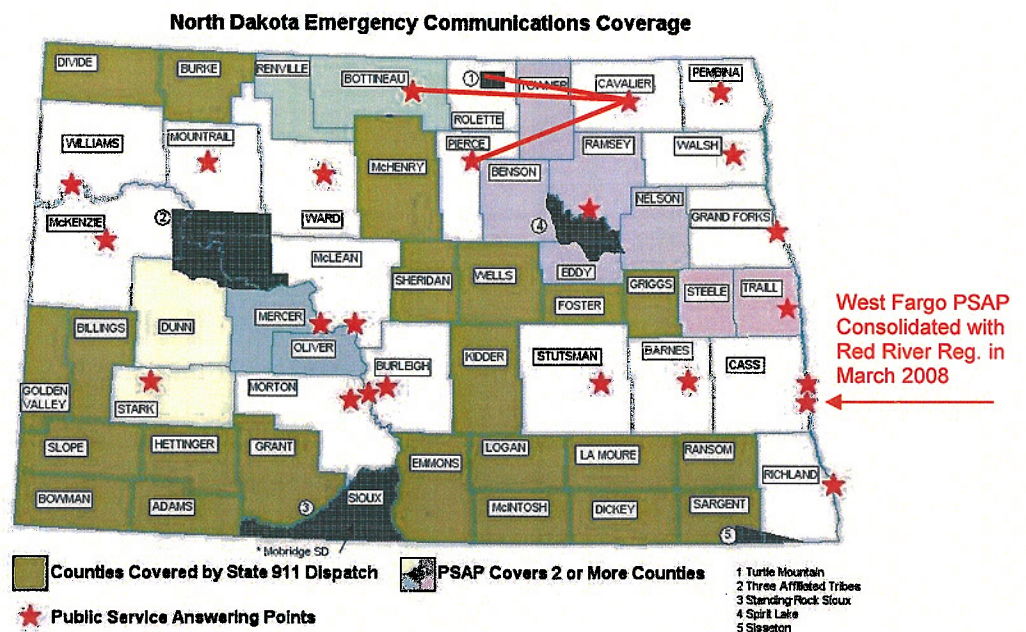 North Dakota Emergency Communications Coverage
DIVIDE
BURKE
RENVILLE
BOTTINEAU
1
TOWNER
CAVALIER
PEMBINA
ROLETTE
WILLIAMS
MOUNTRAIL
McHENRY
PIERCE
BENSON
RAMSEY
WALSH
McKENZIE
2
WARD
4
NELSON
GRAND FORKS
McLEAN
SHERIDAN
WELLS
EDDY
GRIGGS
STEELE
TRAILL
FOSTER
BILLINGS
DUNN
MERCER
OLIVER
West Fargo PSAP
Consolidated with
Red River Reg. in
March 2008
GOLDEN
VALLEY
STARK
MORTON
BURLEIGH
KIDDER
STUTSMAN
BARNES
CASS
SLOPE
HETTINGER
GRANT
EMMONS
LOGAN
LA MOURE
RANSOM
RICHLAND
BOWMAN
ADAMS
3
SIOUX
McINTOSH
DICKEY
SARGENT
5
* Mobridge SD
Counties Covered by State 911 Dispatch
PSAP Covers 2 or More Counties
Public Service Answering Points
1 Turtle Mountain
2 Three Affiliated Tribes
3 Standing Rock Sioux
4 Spirit Lake
5 Sisseton